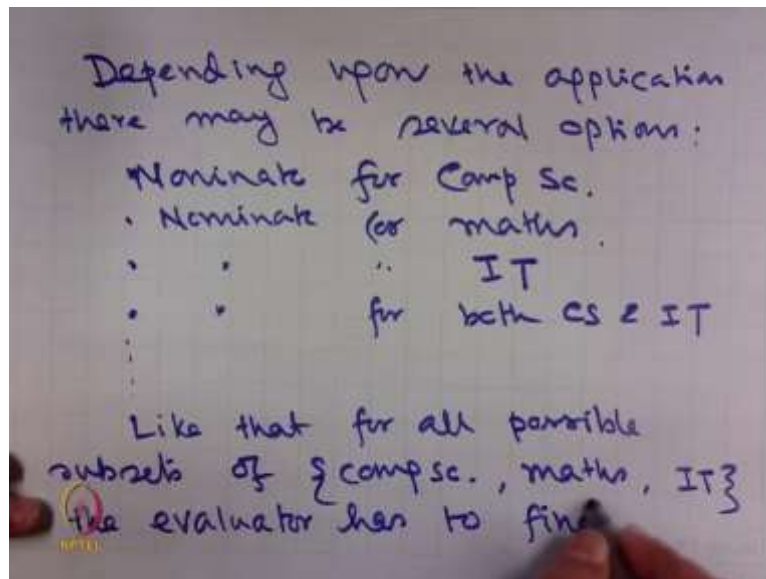 Depending upon the application
there may be several options:
Nominate for Comp Sc.
. Nominate for maths.
. " " IT
. " for both CS & IT
Like that for all possible
subsets of {comp sc., maths, IT}
the evaluator has to find
NPTEL